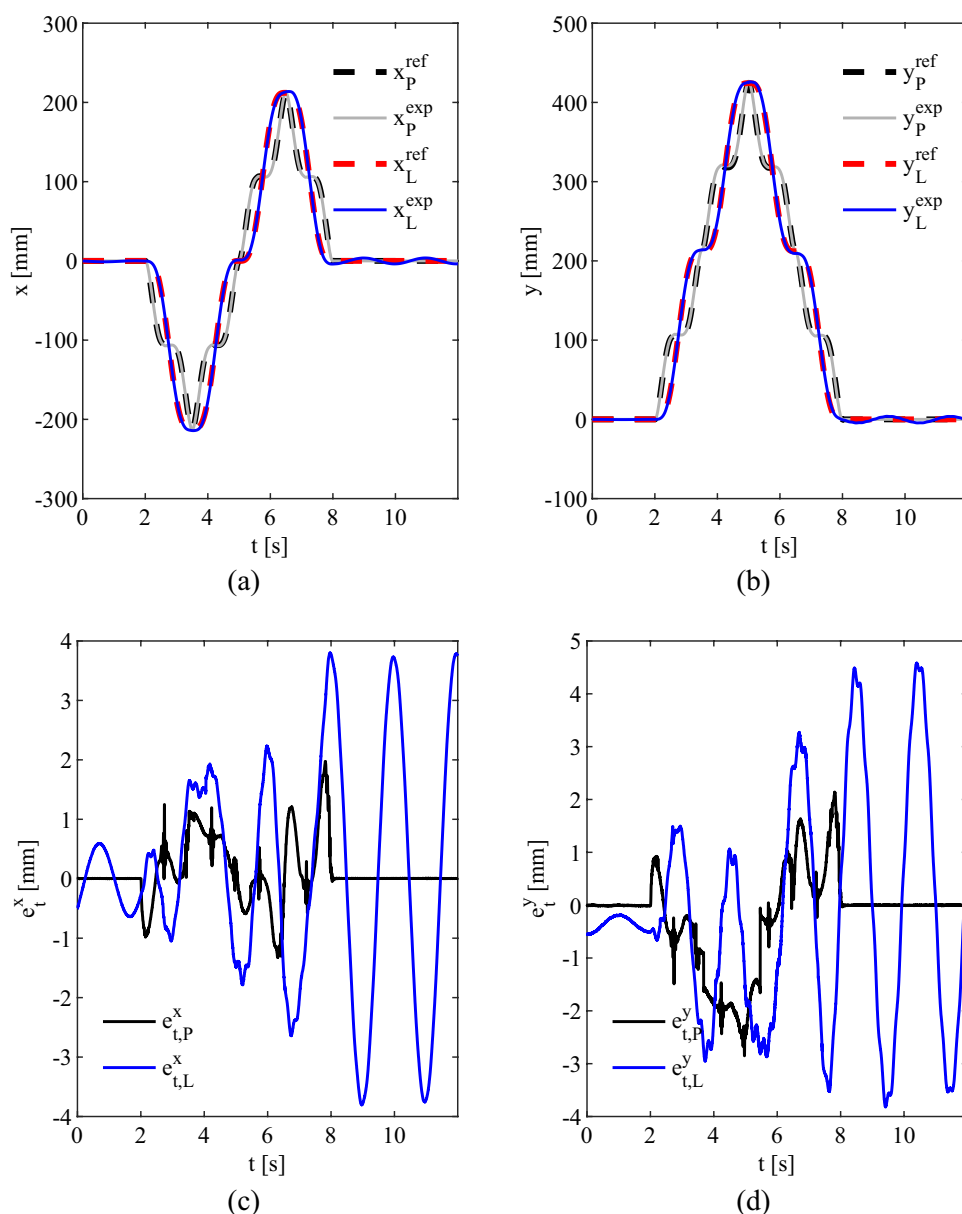 300
200
100
0
-100
-200
-300
x [mm]
0 2 4 6 8 10
t [s]
x_P^ref
x_P^exp
x_L^ref
x_L^exp
(a)
500
400
300
200
100
0
-100
y [mm]
0 2 4 6 8 10
t [s]
y_P^ref
y_P^exp
y_L^ref
y_L^exp
(b)
4
3
2
1
0
-1
-2
-3
-4
e_t^x [mm]
0 2 4 6 8 10
t [s]
e_t,P^x
e_t,L^x
(c)
5
4
3
2
1
0
-1
-2
-3
-4
e_t^y [mm]
0 2 4 6 8 10
t [s]
e_t,P^y
e_t,L^y
(d)